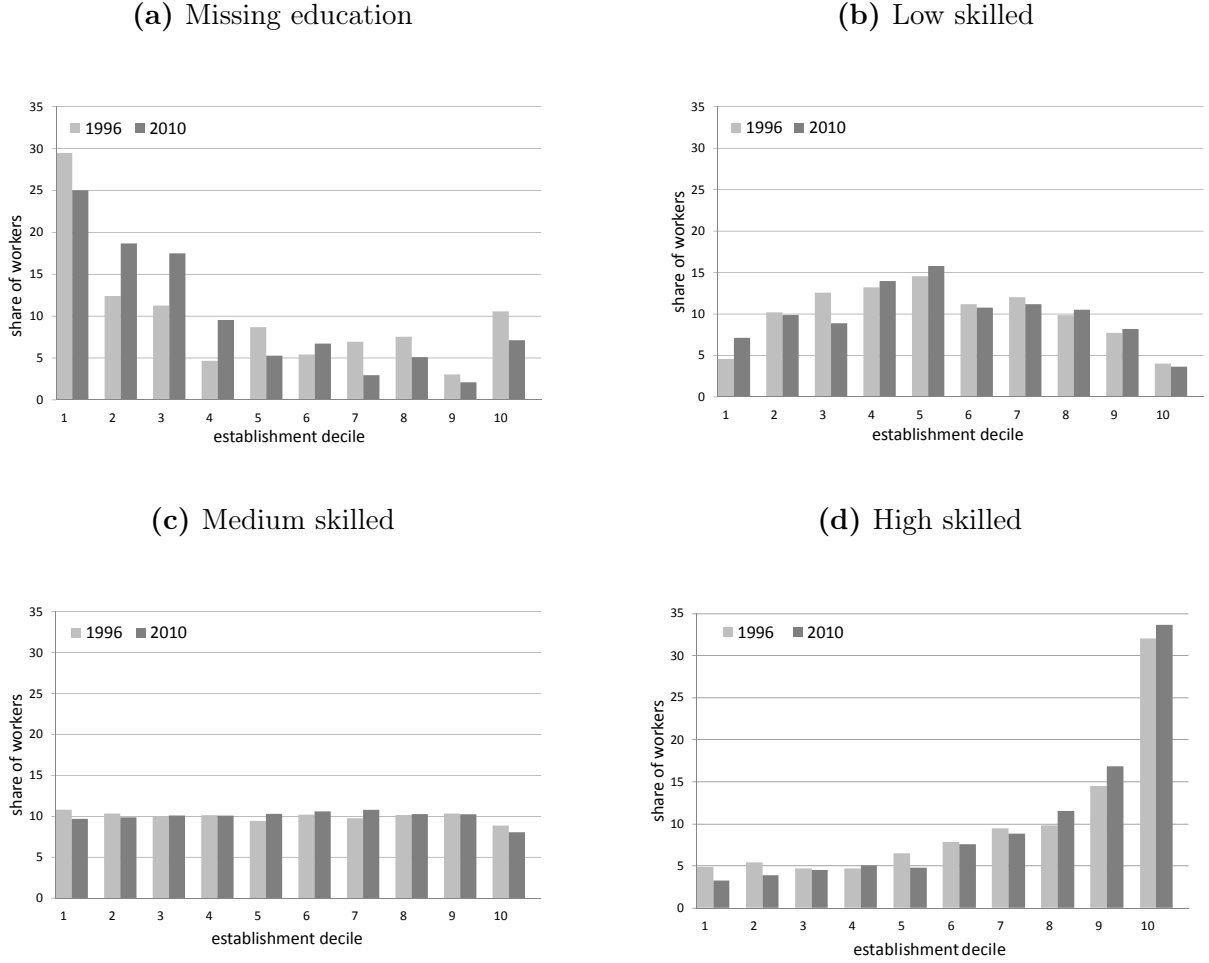 (a) Missing education
35
30
25
20
15
10
5
0
share of workers
1996 2010
1 2 3 4 5 6 7 8 9 10
establishment decile
(b) Low skilled
35
30
25
20
15
10
5
0
share of workers
1996 2010
1 2 3 4 5 6 7 8 9 10
establishment decile
(c) Medium skilled
35
30
25
20
15
10
5
0
share of workers
1996 2010
1 2 3 4 5 6 7 8 9 10
establishment decile
(d) High skilled
35
30
25
20
15
10
5
0
share of workers
1996 2010
1 2 3 4 5 6 7 8 9 10
establishment decile